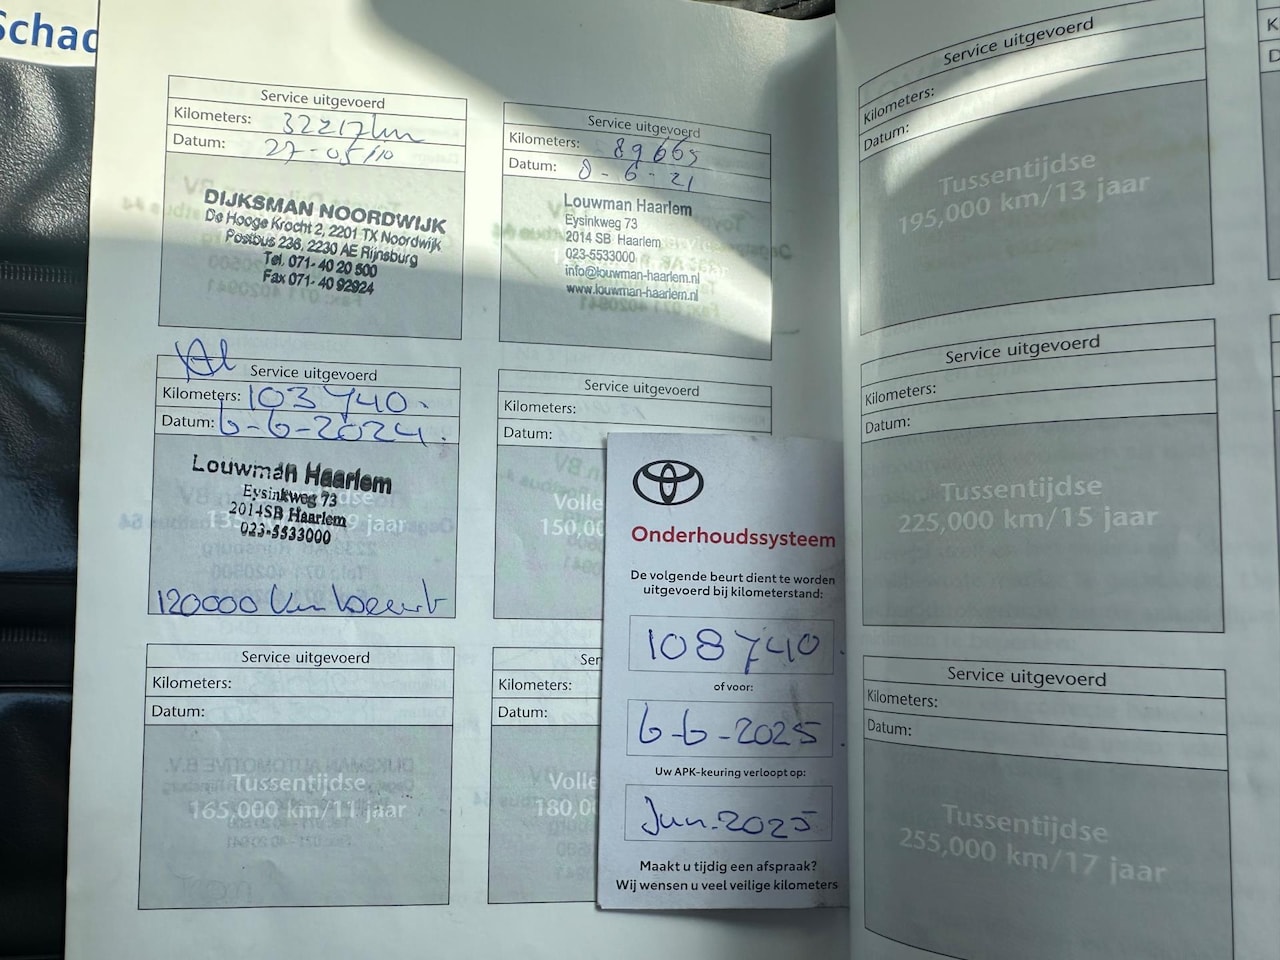 Schad
Service uitgevoerd
Kilometers: 32217km
Datum: 27-05/10
DIJKSMAN NOORDWIJK
De Hooge Krocht 2, 2201 TX Noordwijk
Postbus 236, 2230 AE Rijnsburg
Tel. 071- 40 20 500
Fax 071- 40 92924
Service uitgevoerd
Kilometers: 89665
Datum: 8-6-21
Louwman Haarlem
Eysinkweg 73
2014 SB Haarlem
023-5533000
info@louwman-haarlem.nl
www.louwman-haarlem.nl
Service uitgevoerd
Kilometers: 103740.
Datum: 6-6-2024.
Louwman Haarlem
Eysinkweg 73
2014SB Haarlem
023-5533000
jaar
120000 km beurt
Service uitgevoerd
Kilometers:
Datum:
Volle
150,00
Service uitgevoerd
Kilometers:
Datum:
Tussentijdse
165,000 km/11 jaar
Ser
Kilometers:
Datum:
Volle
180,0
Onderhoudssysteem
De volgende beurt dient te worden
uitgevoerd bij kilometerstand:
108740.
of voor:
6-6-2025.
Uw APK-keuring verloopt op:
Jun-2025
Maakt u tijdig een afspraak?
Wij wensen u veel veilige kilometers
Service uitgevoerd
Kilometers:
Datum:
Tussentijdse
195,000 km/13 jaar
Service uitgevoerd
Kilometers:
Datum:
Tussentijdse
225,000 km/15 jaar
Service uitgevoerd
Kilometers:
Datum:
Tussentijdse
255,000 km/17 jaar
K
D